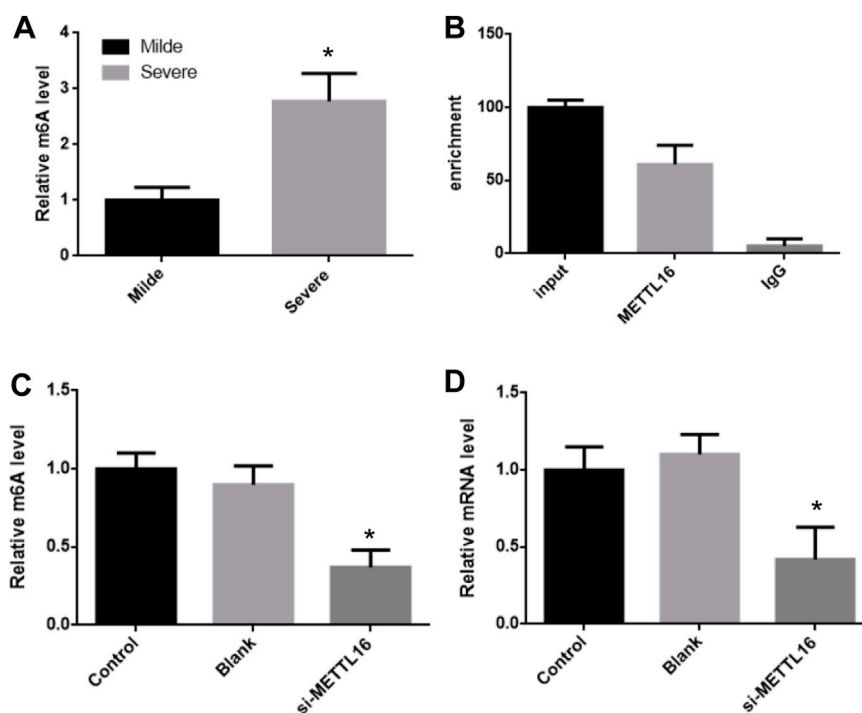 A
Relative m6A level
4
3
2
1
0
Milde
Severe
*
Milde
Severe
B
enrichment
150
100
50
0
input
METTL16
IgG
C
Relative m6A level
1.5
1.0
0.5
0.0
*
Control
Blank
si-METTL16
D
Relative mRNA level
1.5
1.0
0.5
0.0
*
Control
Blank
si-METTL16